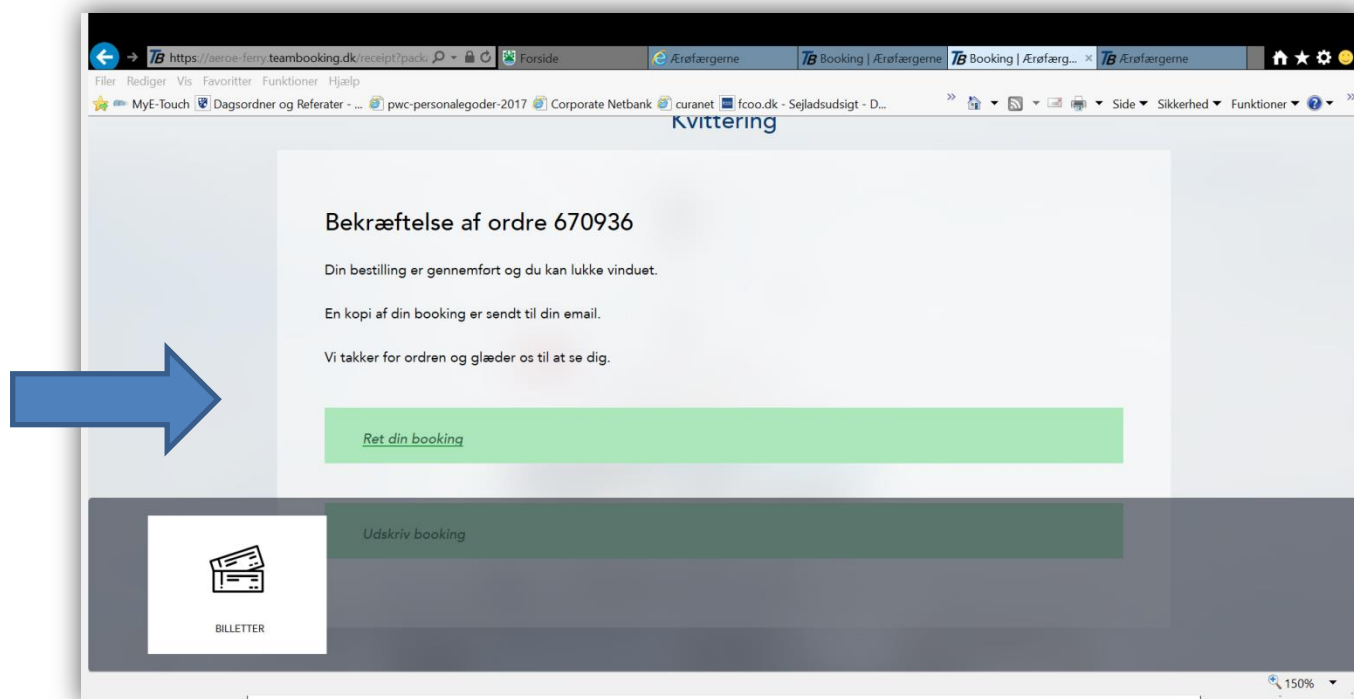 https://aeroe-ferry.teambooking.dk/receipt?pack
Forside
Ærøfærgerne
TB Booking | Ærøfærgerne
TB Booking | Ærøfærg... ×
TB Ærøfærgerne
Filer Rediger Vis Favoritter Funktioner Hjælp
MyE-Touch Dagsordner og Referater - ... pwc-personalegoder-2017 Corporate Netbank curanet fcoo.dk - Sejladsudsigt - D... » Side Sikkerhed Funktioner »
Kvittering
Bekræftelse af ordre 670936
Din bestilling er gennemført og du kan lukke vinduet.
En kopi af din booking er sendt til din email.
Vi takker for ordren og glæder os til at se dig.
Ret din booking
Udskriv booking
BILLETTER
150%